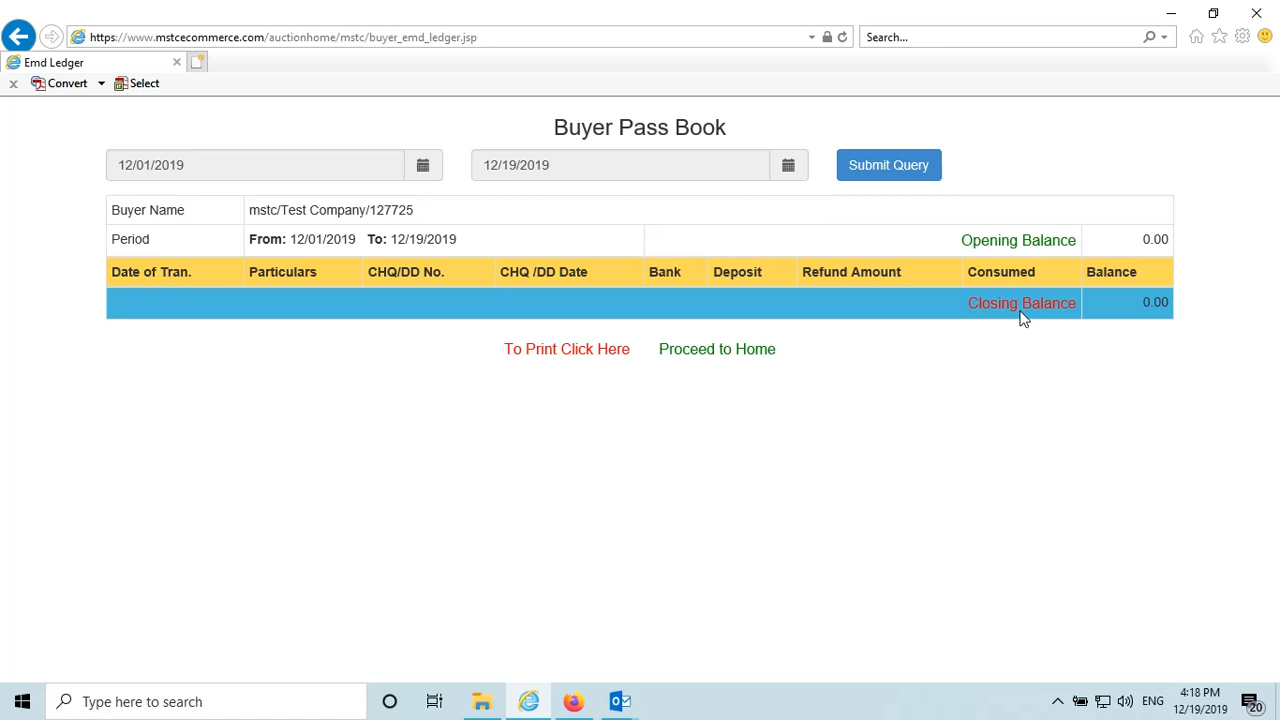 https://www.mstcecommerce.com/auctionhome/mstc/buyer_emd_ledger.jsp
Search...
Emd Ledger
Convert
Select
Buyer Pass Book
12/01/2019
12/19/2019
Submit Query
Buyer Name mstc/Test Company/127725
Period From: 12/01/2019 To: 12/19/2019 Opening Balance 0.00
Date of Tran. Particulars CHQ/DD No. CHQ /DD Date Bank Deposit Refund Amount Consumed Balance
Closing Balance 0.00
To Print Click Here Proceed to Home
Type here to search
ENG
4:18 PM
12/19/2019
20